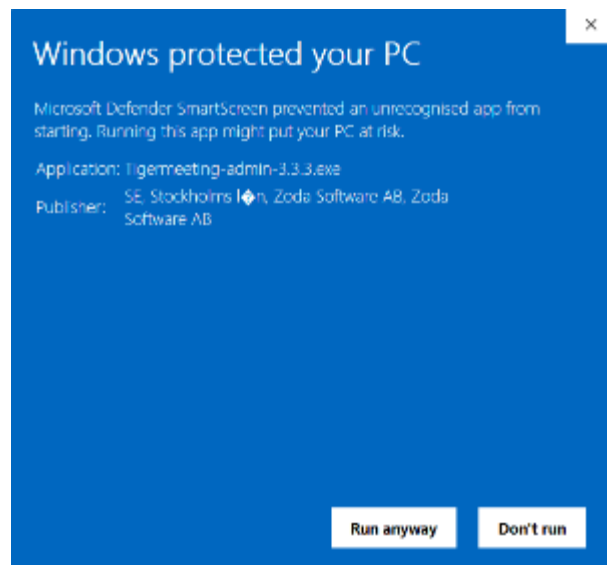 Windows protected your PC
Microsoft Defender SmartScreen prevented an unrecognised app from
starting. Running this app might put your PC at risk.
Application: Tigermeeting-admin-3.3.3.exe
Publisher: SE, Stockholms l�n, Zoda Software AB, Zoda
Software AB
Run anyway
Don't run